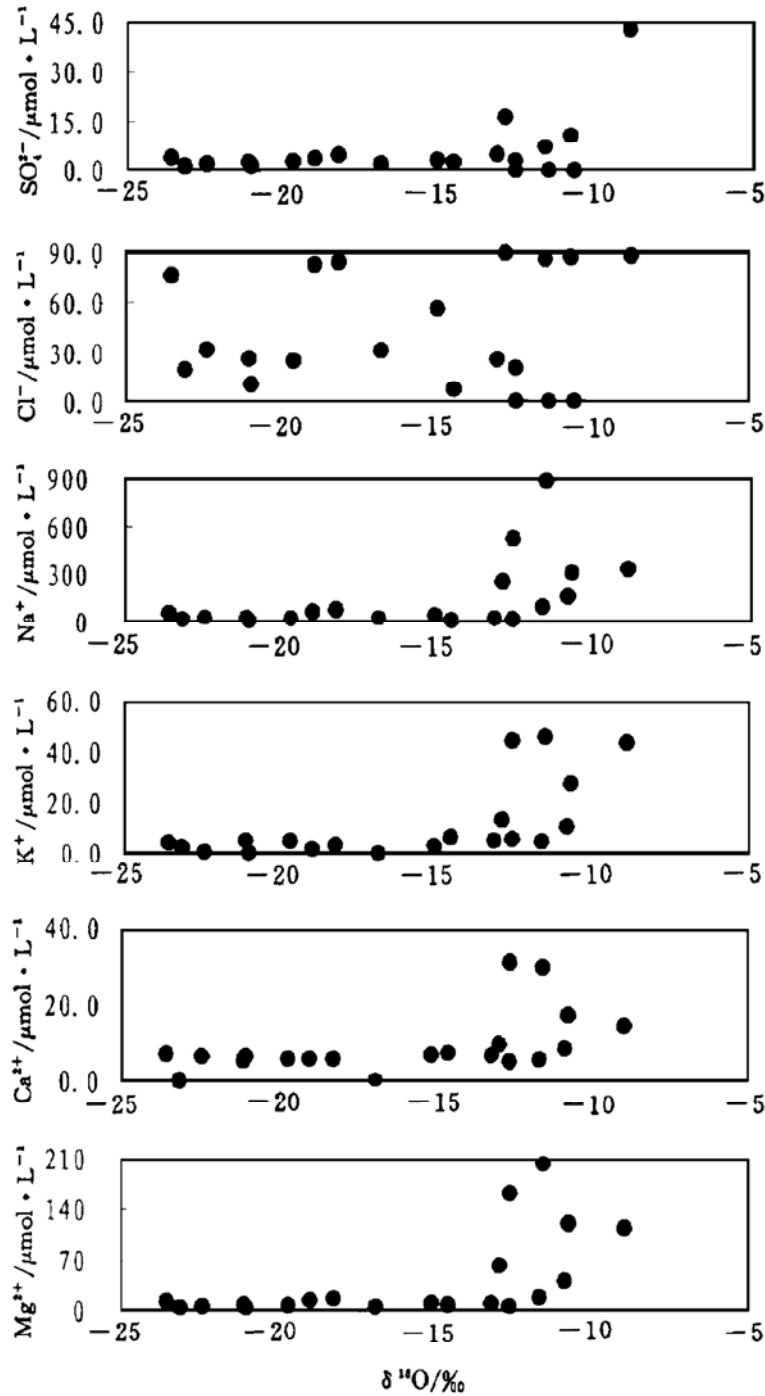 SO₄²⁻/μmol·L⁻¹
45.0
30.0
15.0
0.0
−25 −20 −15 −10 −5
Cl⁻/μmol·L⁻¹
90.0
60.0
30.0
0.0
−25 −20 −15 −10 −5
Na⁺/μmol·L⁻¹
900
600
300
0
−25 −20 −15 −10 −5
K⁺/μmol·L⁻¹
60.0
40.0
20.0
0.0
−25 −20 −15 −10 −5
Ca²⁺/μmol·L⁻¹
40.0
20.0
0.0
−25 −20 −15 −10 −5
Mg²⁺/μmol·L⁻¹
210
140
70
0
−25 −20 −15 −10 −5
δ¹⁸O/‰